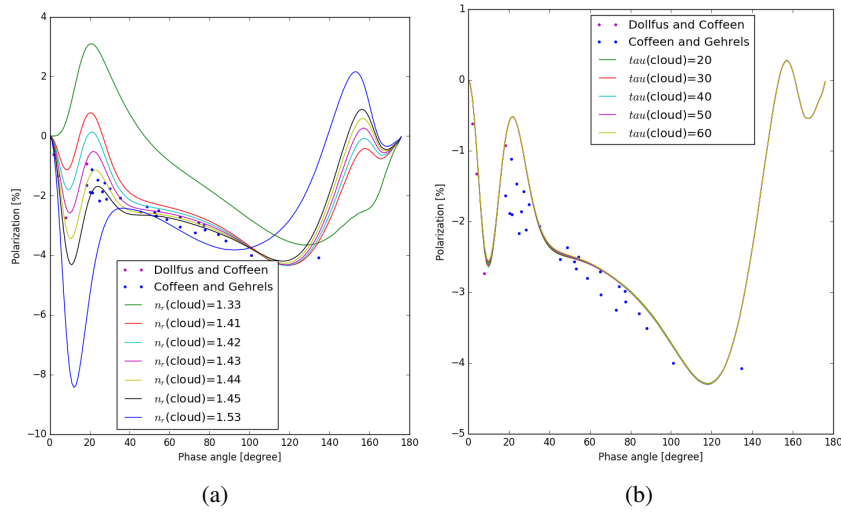 4
2
0
−2
−4
−6
−8
−10
Polarization [%]
Dollfus and Coffeen
Coffeen and Gehrels
n_r(cloud)=1.33
n_r(cloud)=1.41
n_r(cloud)=1.42
n_r(cloud)=1.43
n_r(cloud)=1.44
n_r(cloud)=1.45
n_r(cloud)=1.53
0 20 40 60 80 100 120 140 160 180
Phase angle [degree]
(a)
1
0
−1
−2
−3
−4
−5
Polarization [%]
Dollfus and Coffeen
Coffeen and Gehrels
tau(cloud)=20
tau(cloud)=30
tau(cloud)=40
tau(cloud)=50
tau(cloud)=60
0 20 40 60 80 100 120 140 160 180
Phase angle [degree]
(b)